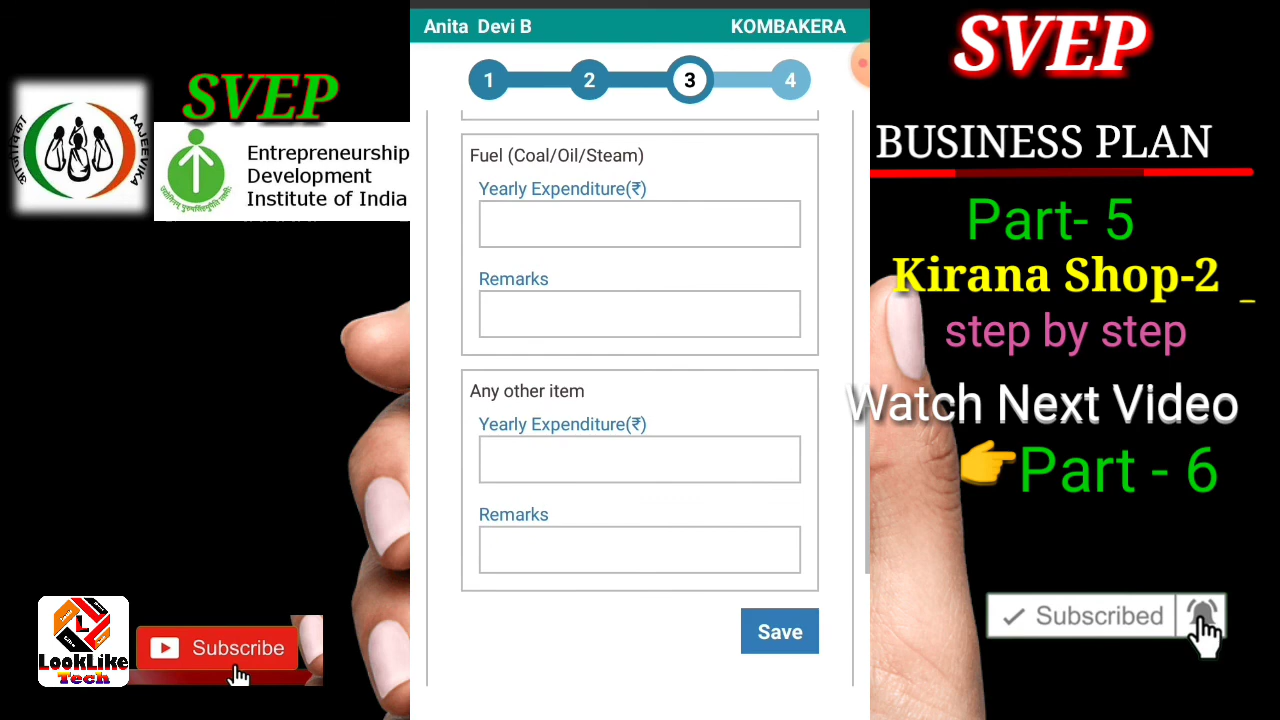 Anita Devi B
KOMBAKERA
1
2
3
4
Fuel (Coal/Oil/Steam)
Yearly Expenditure(₹)
Remarks
Any other item
Yearly Expenditure(₹)
Remarks
Save
SVEP
आजीविका
AAJEEVIKA
Entrepreneurship
Development
Institute of India
L
LookLike
Tech
Subscribe
SVEP
BUSINESS PLAN
Part- 5
Kirana Shop-2 _
step by step
Watch Next Video
👉Part - 6
Subscribed